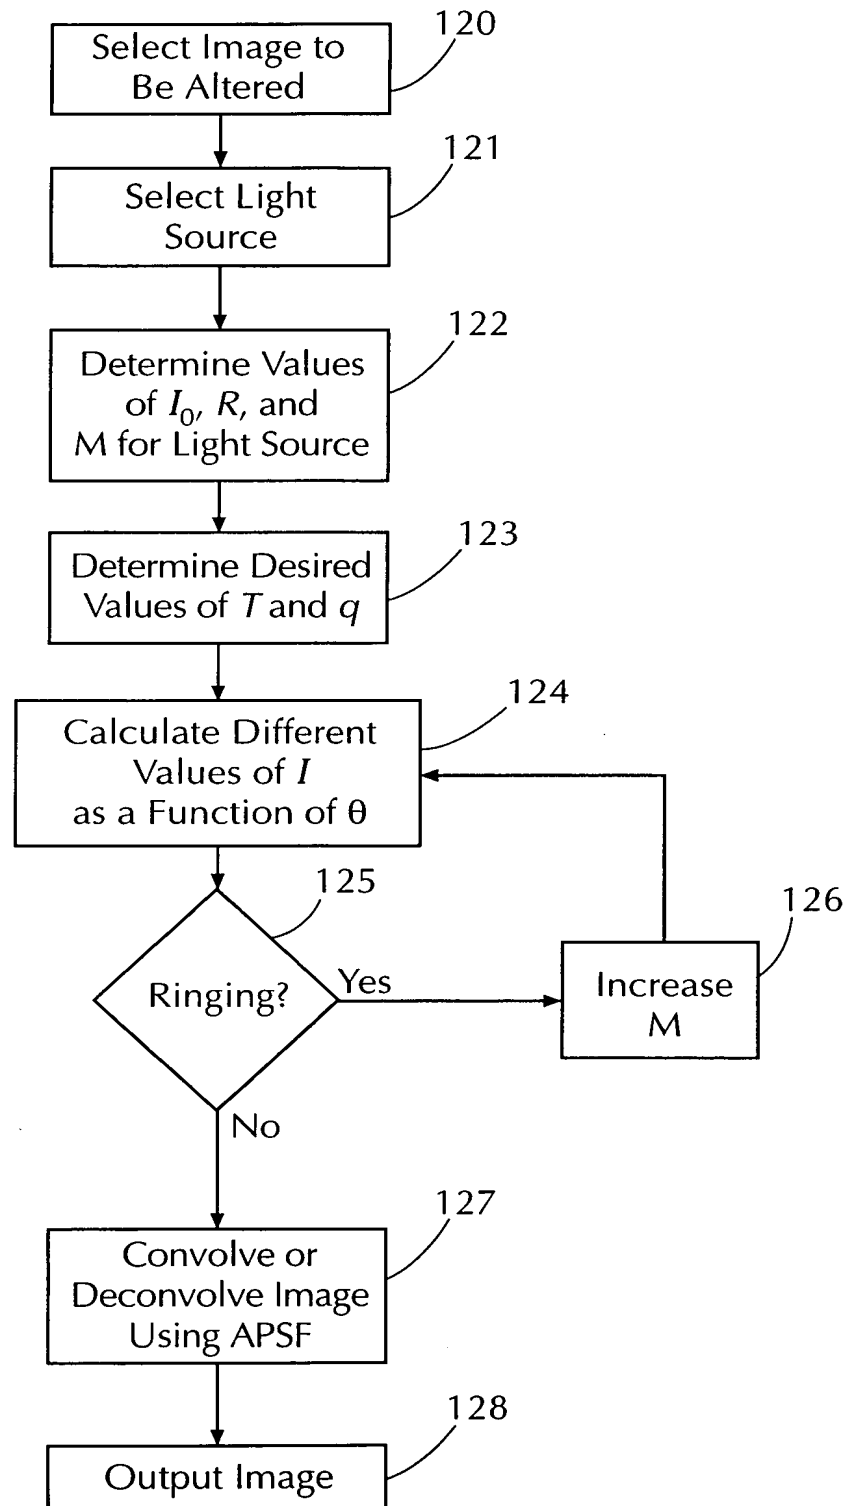 120
Select Image to
Be Altered
121
Select Light
Source
122
Determine Values
of I₀, R, and
M for Light Source
123
Determine Desired
Values of T and q
124
Calculate Different
Values of I
as a Function of θ
125
Ringing?
Yes
126
Increase
M
No
127
Convolve or
Deconvolve Image
Using APSF
128
Output Image